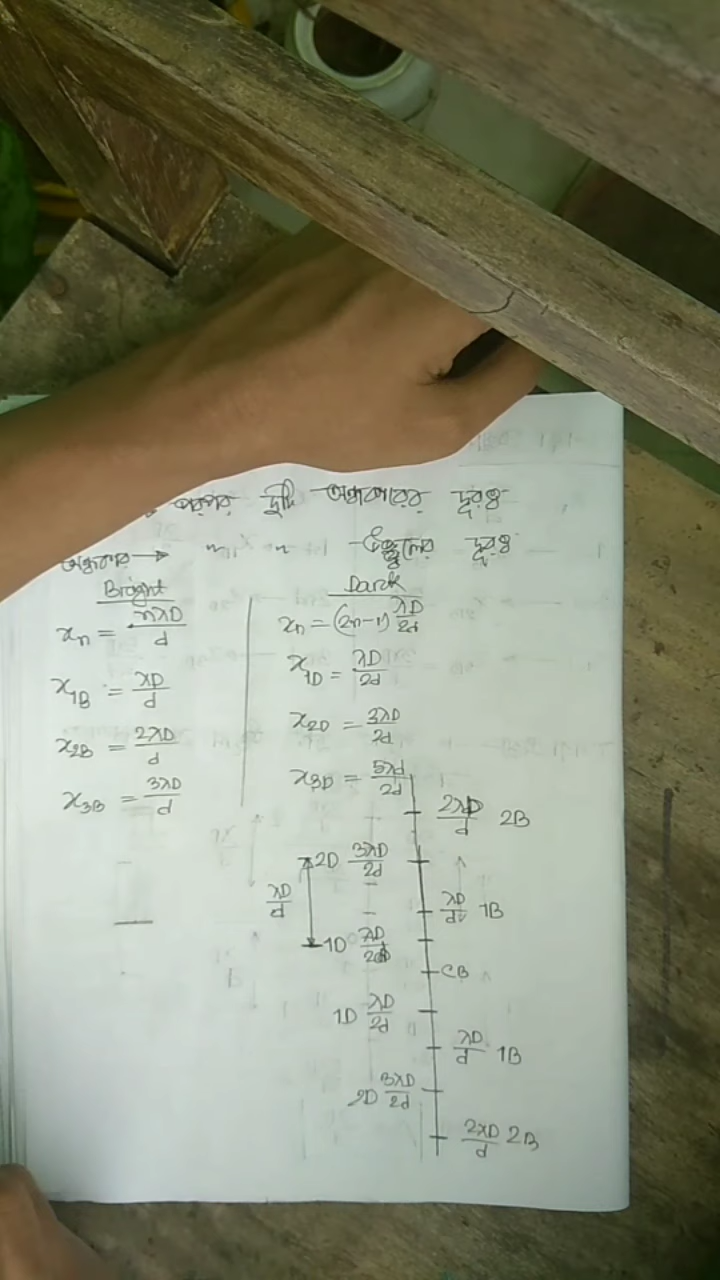 পরপর দুটি অন্ধকারের দূরত্ব
অন্ধকার → " " উজ্জ্বলের দূরত্ব
Bright
xn = nλD/d
x1B = λD/d
x2B = 2λD/d
x3B = 3λD/d
Darck
xn = (2n-1) λD/2d
x1D = λD/2d
x2D = 3λD/2d
x3D = 5λd/2d
2λD/d 2B
2D 3λD/2d
λD/d
λD/d 1B
1D λD/2d
CB
1D λD/2d
λD/d 1B
2D 3λD/2d
2λD/d 2B